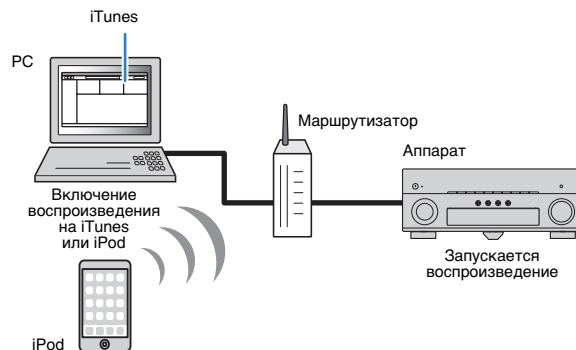 iTunes
PC
Маршрутизатор
Аппарат
Включение
воспроизведения
на iTunes
или iPod
Запускается
воспроизведение
iPod